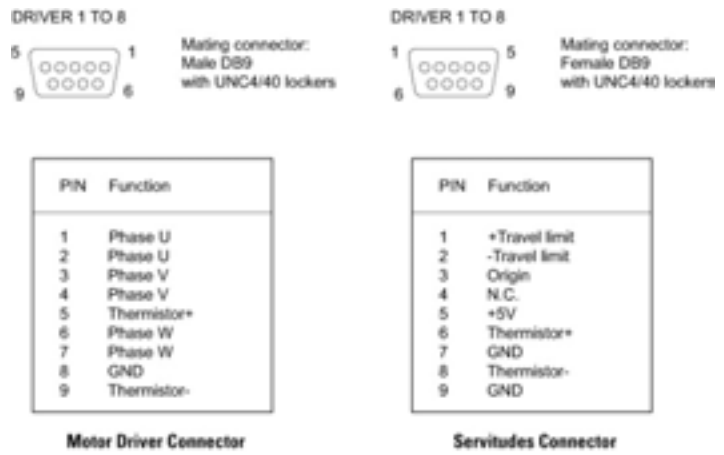 DRIVER 1 TO 8
5 1
9 6
Mating connector:
Male DB9
with UNC4/40 lockers
PIN Function
1 Phase U
2 Phase U
3 Phase V
4 Phase V
5 Thermistor+
6 Phase W
7 Phase W
8 GND
9 Thermistor-
Motor Driver Connector
DRIVER 1 TO 8
1 5
6 9
Mating connector:
Female DB9
with UNC4/40 lockers
PIN Function
1 +Travel limit
2 -Travel limit
3 Origin
4 N.C.
5 +5V
6 Thermistor+
7 GND
8 Thermistor-
9 GND
Servitudes Connector